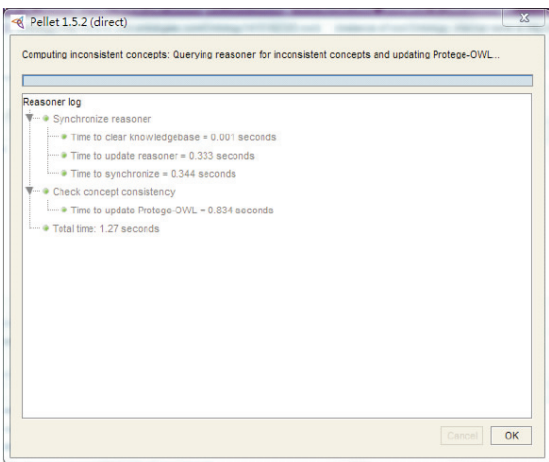 Pellet 1.5.2 (direct)
Computing inconsistent concepts: Querying reasoner for inconsistent concepts and updating Protege-OWL...
Reasoner log
Synchronize reasoner
Time to clear knowledgebase = 0.001 seconds
Time to update reasoner = 0.333 seconds
Time to synchronize = 0.344 seconds
Check concept consistency
Time to update Protege-OWL = 0.834 seconds
Total time: 1.27 seconds
Cancel OK